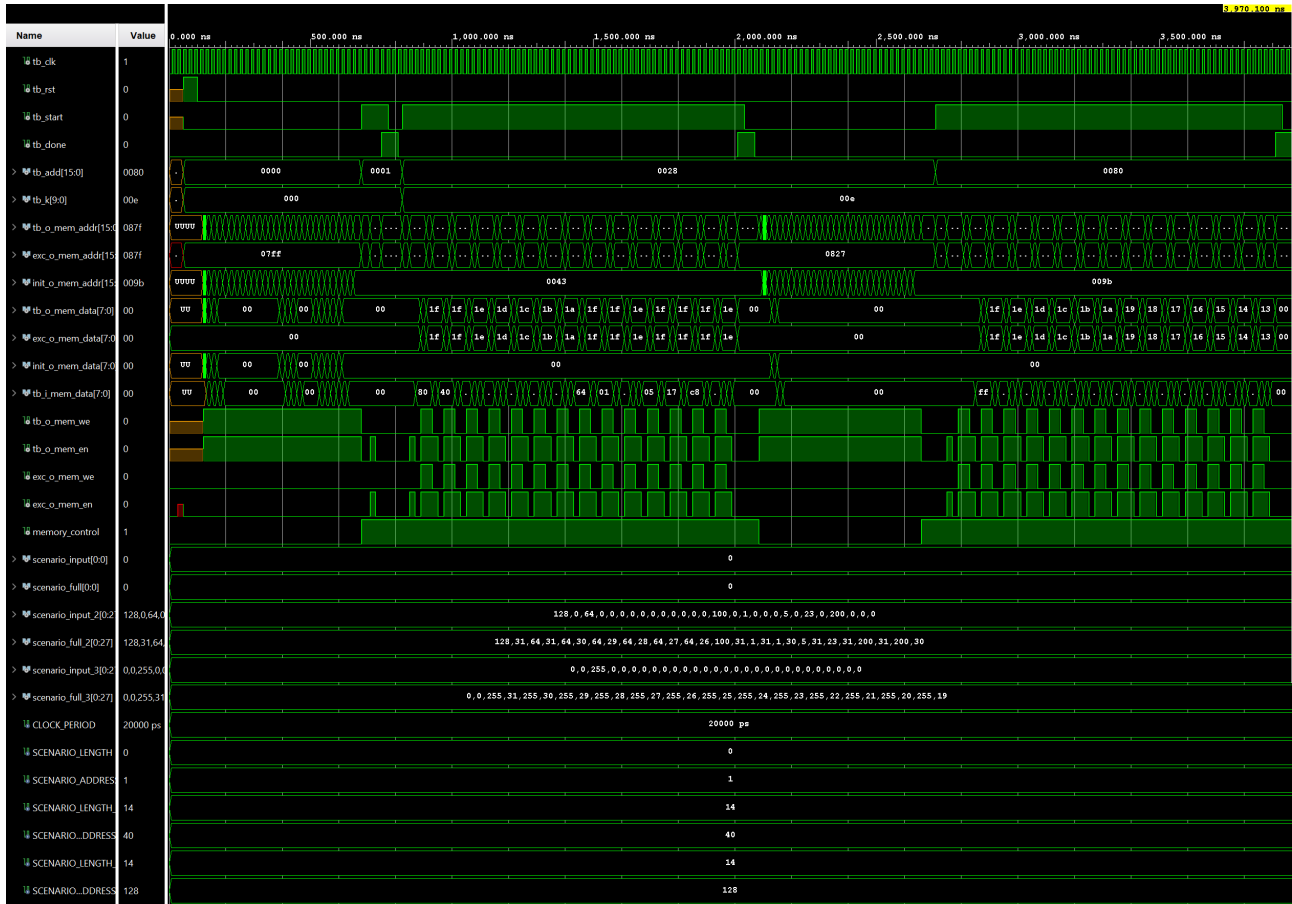 3,970.100 ns
Name Value 0.000 ns 500.000 ns 1,000.000 ns 1,500.000 ns 2,000.000 ns 2,500.000 ns 3,000.000 ns 3,500.000 ns
tb_clk 1
tb_rst 0
tb_start 0
tb_done 0
tb_add[15:0] 0080 0000 0001 0028 0080
tb_k[9:0] 00e 000 00e
tb_o_mem_addr[15:0 087f UUUU
exc_o_mem_addr[15: 087f 07ff 0827
init_o_mem_addr[15: 009b UUUU 0043 009b
tb_o_mem_data[7:0] 00 UU 00 00 00 1f 1f 1e 1d 1c 1b 1a 1f 1f 1e 1f 1f 1f 1e 00 00 1f 1e 1d 1c 1b 1a 19 18 17 16 15 14 13 00
exc_o_mem_data[7:0 00 00 1f 1f 1e 1d 1c 1b 1a 1f 1f 1e 1f 1f 1f 1e 00 1f 1e 1d 1c 1b 1a 19 18 17 16 15 14 13 00
init_o_mem_data[7:0 00 UU 00 00 00 00
tb_i_mem_data[7:0] 00 UU 00 00 00 80 40 64 01 05 17 c8 00 00 ff 00
tb_o_mem_we 0
tb_o_mem_en 0
exc_o_mem_we 0
exc_o_mem_en 0
memory_control 1
scenario_input[0:0] 0 0
scenario_full[0:0] 0 0
scenario_input_2[0:27 128,0,64,0 128,0,64,0,0,0,0,0,0,0,0,0,0,0,100,0,1,0,0,0,5,0,23,0,200,0,0,0
scenario_full_2[0:27] 128,31,64, 128,31,64,31,64,30,64,29,64,28,64,27,64,26,100,31,1,31,1,30,5,31,23,31,200,31,200,30
scenario_input_3[0:2 0,0,255,0,0 0,0,255,0,0,0,0,0,0,0,0,0,0,0,0,0,0,0,0,0,0,0,0,0,0,0,0,0
scenario_full_3[0:27] 0,0,255,31 0,0,255,31,255,30,255,29,255,28,255,27,255,26,255,25,255,24,255,23,255,22,255,21,255,20,255,19
CLOCK_PERIOD 20000 ps 20000 ps
SCENARIO_LENGTH 0 0
SCENARIO_ADDRES 1 1
SCENARIO_LENGTH_ 14 14
SCENARIO...DDRESS 40 40
SCENARIO_LENGTH_ 14 14
SCENARIO...DDRESS 128 128